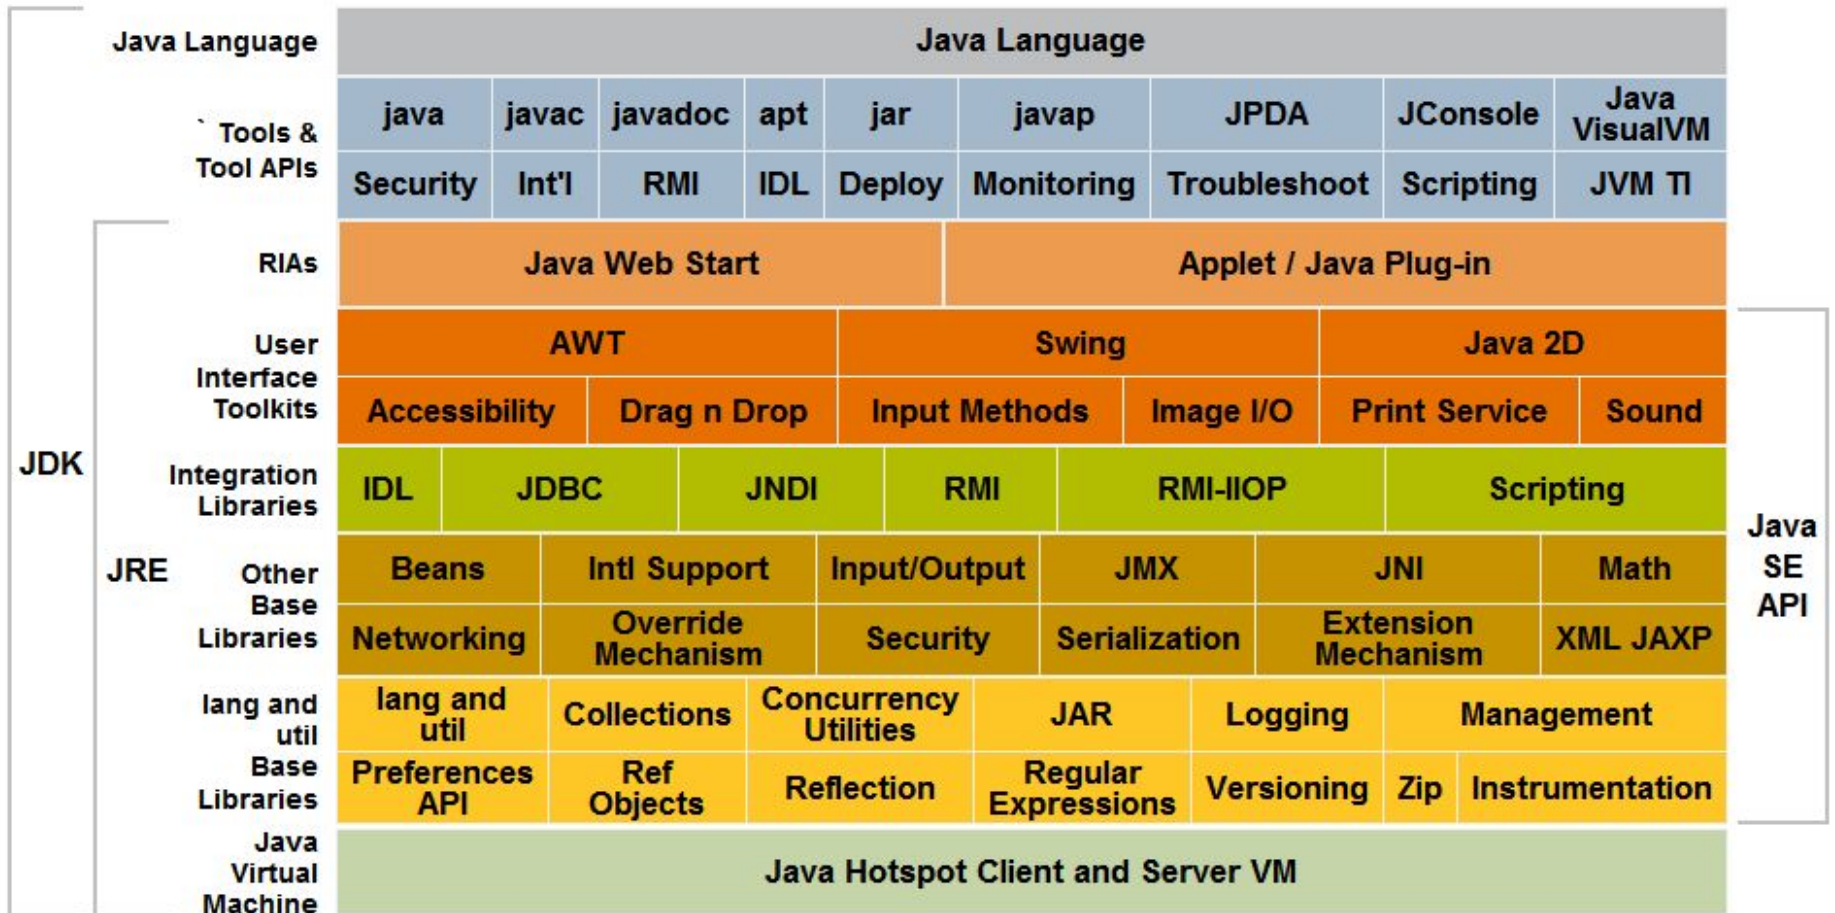 Java Language
Java Language
` Tools &
Tool APIs
java
javac
javadoc
apt
jar
javap
JPDA
JConsole
Java
VisualVM
Security
Int'l
RMI
IDL
Deploy
Monitoring
Troubleshoot
Scripting
JVM TI
RIAs
Java Web Start
Applet / Java Plug-in
User
Interface
Toolkits
AWT
Swing
Java 2D
Accessibility
Drag n Drop
Input Methods
Image I/O
Print Service
Sound
JDK
Integration
Libraries
IDL
JDBC
JNDI
RMI
RMI-IIOP
Scripting
JRE
Other
Base
Libraries
Beans
Intl Support
Input/Output
JMX
JNI
Math
Networking
Override
Mechanism
Security
Serialization
Extension
Mechanism
XML JAXP
Java
SE
API
lang and
util
Base
Libraries
lang and
util
Collections
Concurrency
Utilities
JAR
Logging
Management
Preferences
API
Ref
Objects
Reflection
Regular
Expressions
Versioning
Zip
Instrumentation
Java
Virtual
Machine
Java Hotspot Client and Server VM